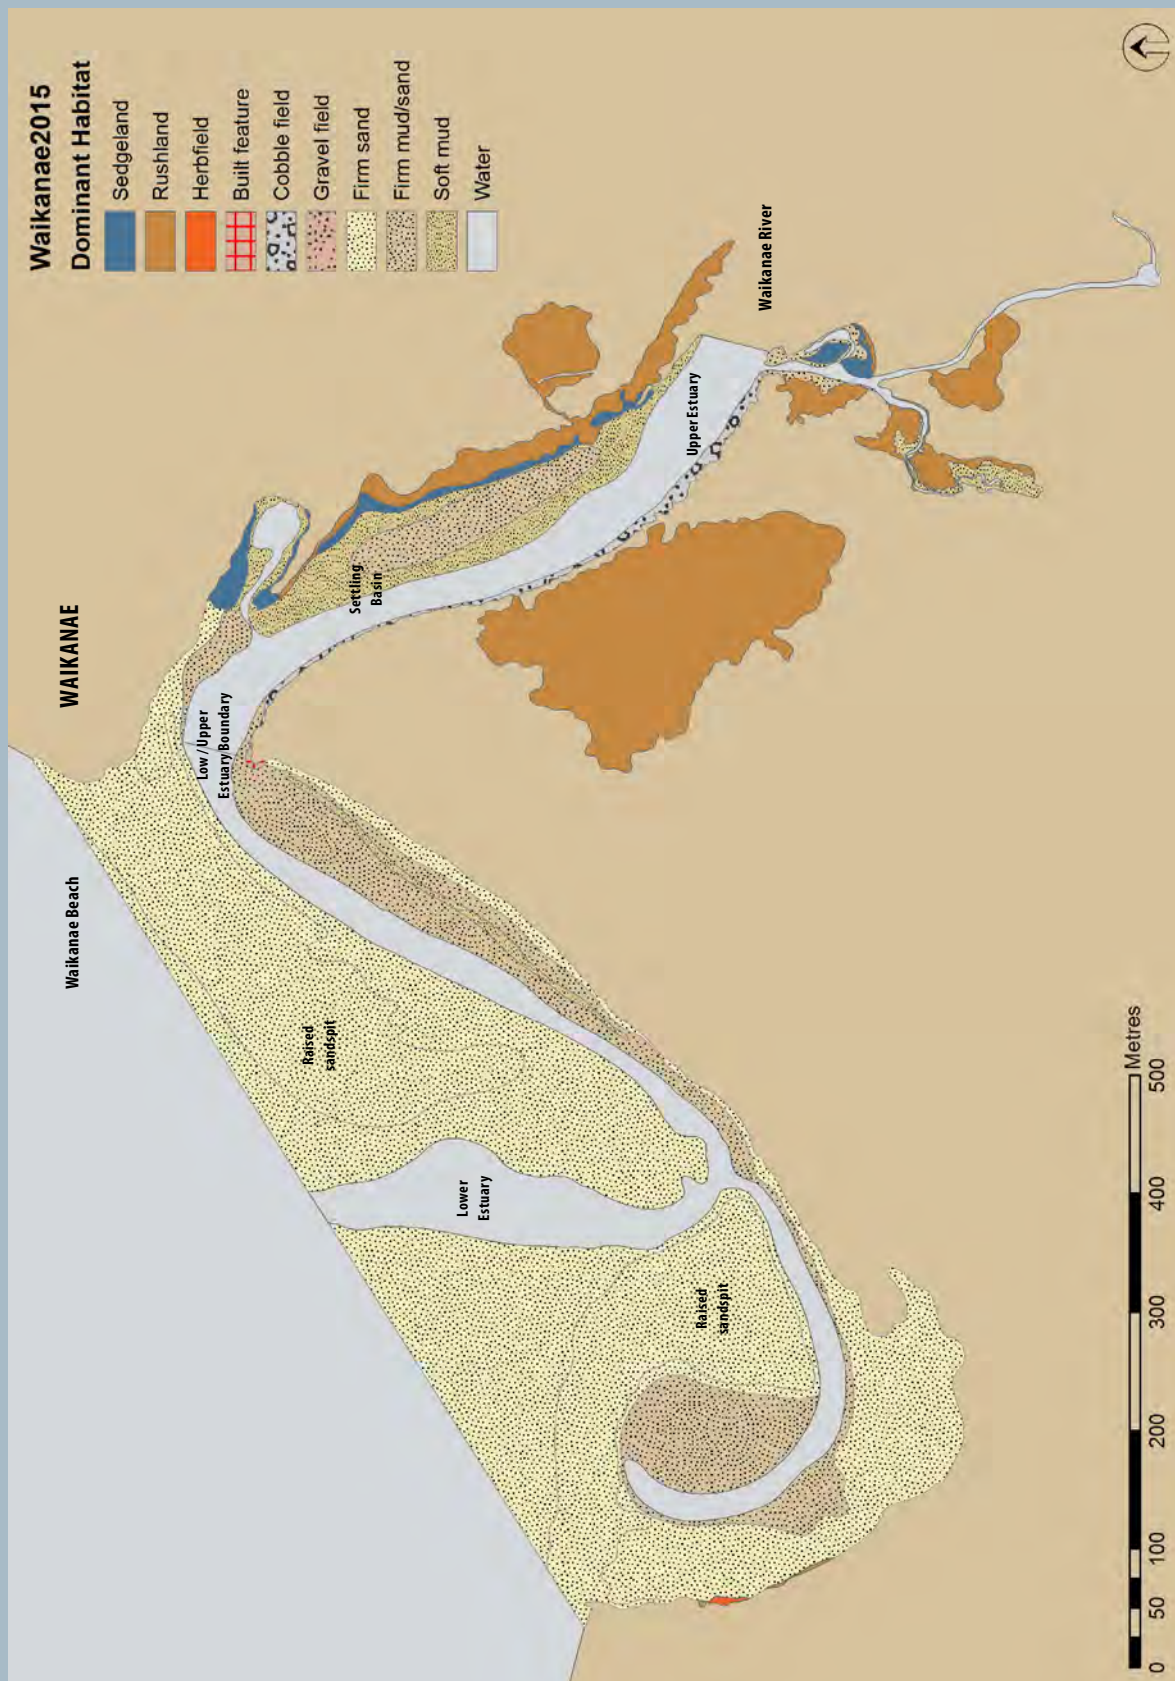 Waikanae2015
Dominant Habitat
Sedgeland
Rushland
Herbfield
Built feature
Cobble field
Gravel field
Firm sand
Firm mud/sand
Soft mud
Water
WAIKANAE
Waikanae Beach
Waikanae River
Upper Estuary
Settling
Basin
Low / Upper
Estuary Boundary
Raised
sandspit
Lower
Estuary
Raised
sandspit
Metres
0 50 100 200 300 400 500